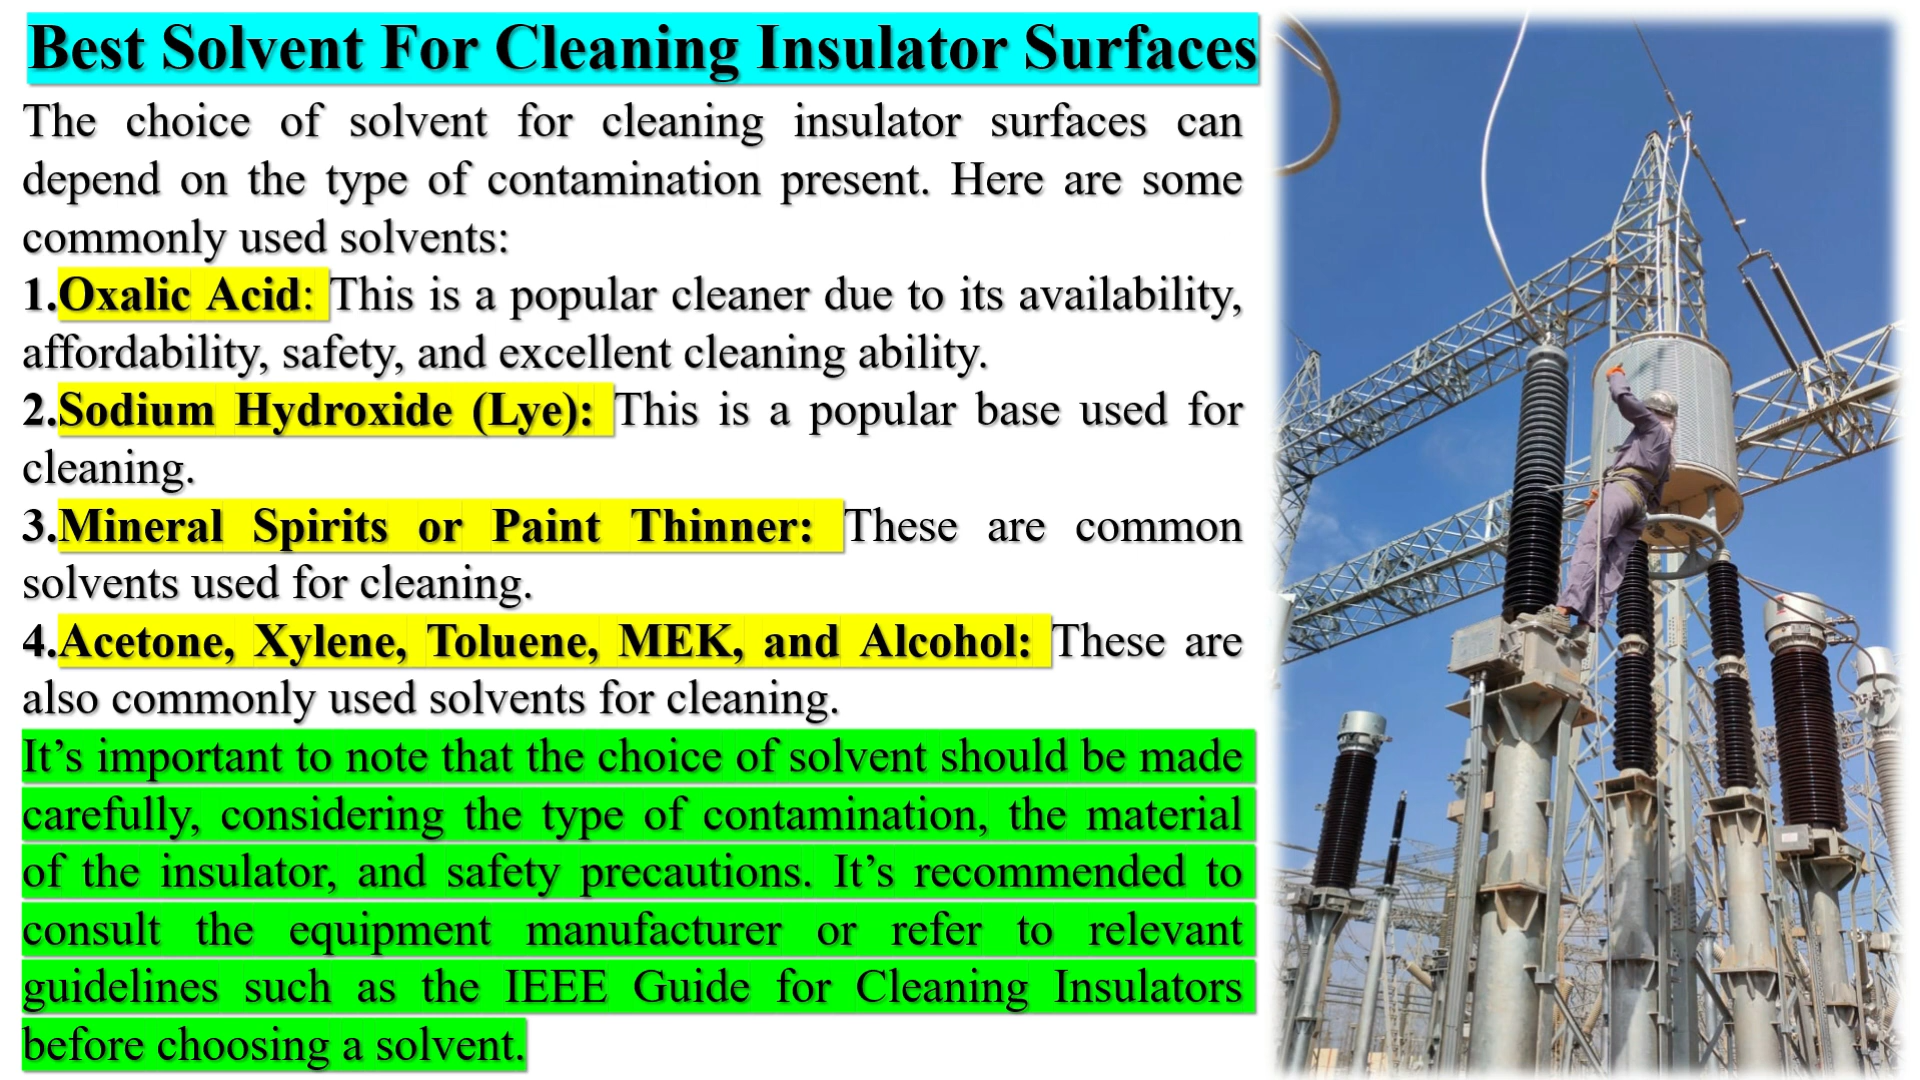 Best Solvent For Cleaning Insulator Surfaces
The choice of solvent for cleaning insulator surfaces can
depend on the type of contamination present. Here are some
commonly used solvents:
1.Oxalic Acid: This is a popular cleaner due to its availability,
affordability, safety, and excellent cleaning ability.
2.Sodium Hydroxide (Lye): This is a popular base used for
cleaning.
3.Mineral Spirits or Paint Thinner: These are common
solvents used for cleaning.
4.Acetone, Xylene, Toluene, MEK, and Alcohol: These are
also commonly used solvents for cleaning.
It’s important to note that the choice of solvent should be made
carefully, considering the type of contamination, the material
of the insulator, and safety precautions. It’s recommended to
consult the equipment manufacturer or refer to relevant
guidelines such as the IEEE Guide for Cleaning Insulators
before choosing a solvent.